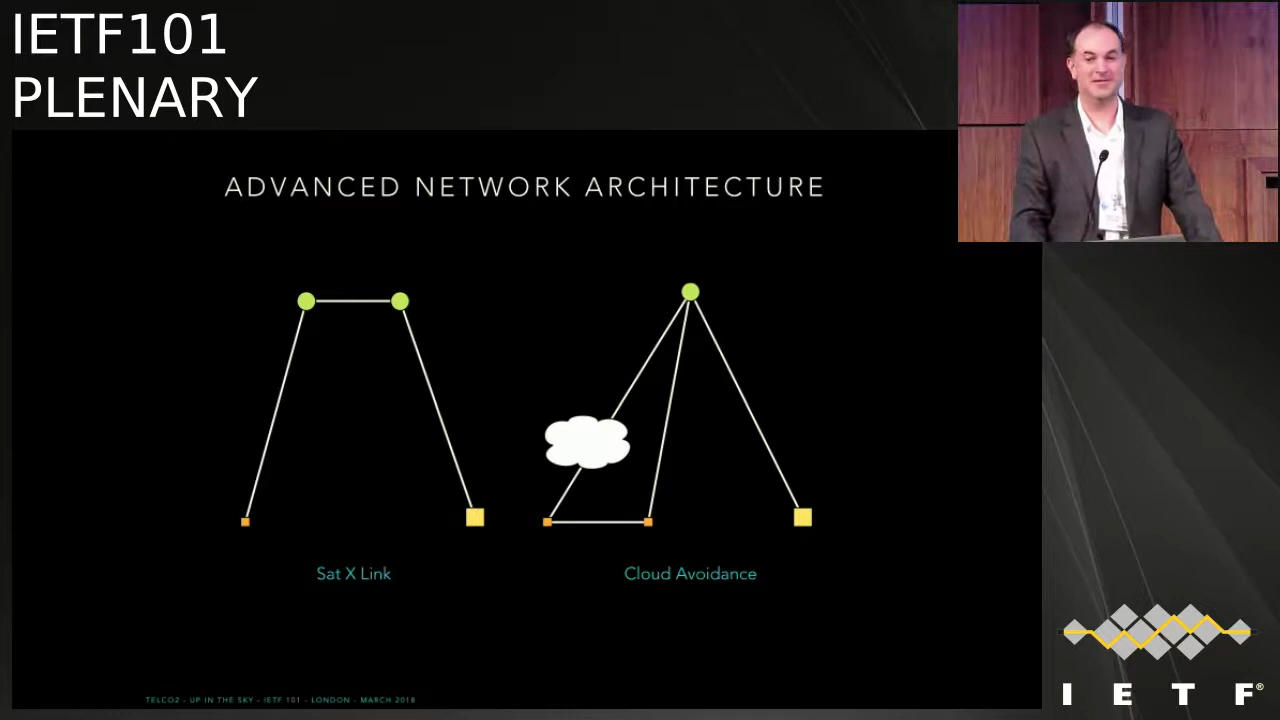 IETF101
PLENARY
ADVANCED NETWORK ARCHITECTURE
Sat X Link
Cloud Avoidance
TELCO2 - UP IN THE SKY - IETF 101 - LONDON - MARCH 2018
I E T F®